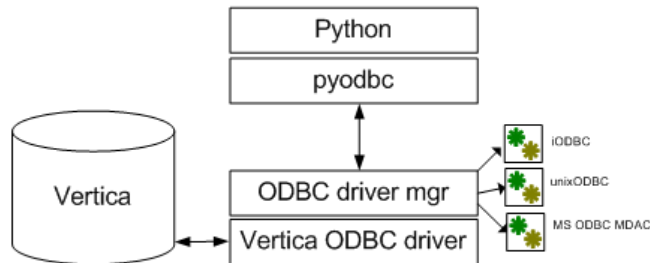 Python
pyodbc
iODBC
Vertica
ODBC driver mgr
unixODBC
Vertica ODBC driver
MS ODBC MDAC